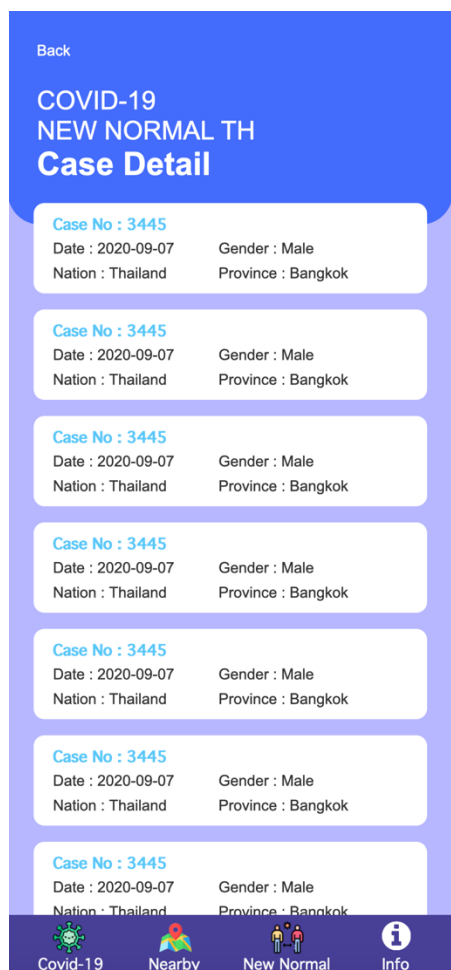 Back
COVID-19
NEW NORMAL TH
Case Detail
Case No : 3445
Date : 2020-09-07 Gender : Male
Nation : Thailand Province : Bangkok
Case No : 3445
Date : 2020-09-07 Gender : Male
Nation : Thailand Province : Bangkok
Case No : 3445
Date : 2020-09-07 Gender : Male
Nation : Thailand Province : Bangkok
Case No : 3445
Date : 2020-09-07 Gender : Male
Nation : Thailand Province : Bangkok
Case No : 3445
Date : 2020-09-07 Gender : Male
Nation : Thailand Province : Bangkok
Case No : 3445
Date : 2020-09-07 Gender : Male
Nation : Thailand Province : Bangkok
Case No : 3445
Date : 2020-09-07 Gender : Male
Nation : Thailand Province : Bangkok
Covid-19 Nearby New Normal Info